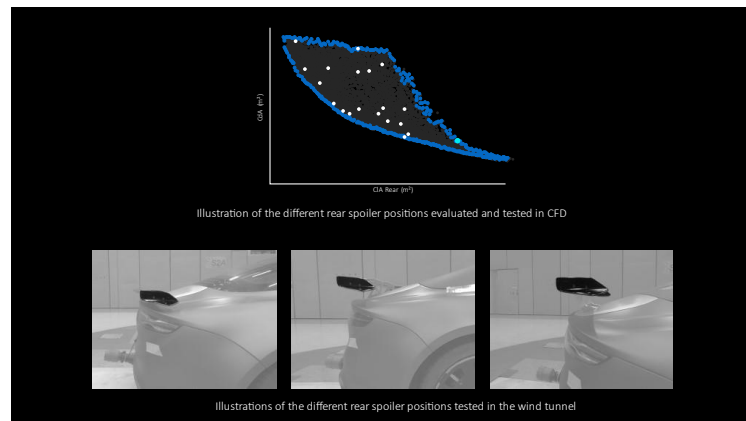 CdA (m²)
ClA Rear (m²)
Illustration of the different rear spoiler positions evaluated and tested in CFD
Illustrations of the different rear spoiler positions tested in the wind tunnel